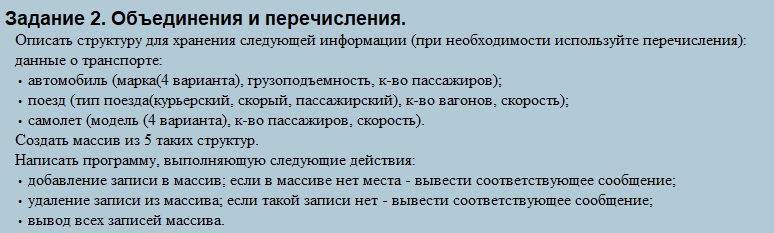 Задание 2. Объединения и перечисления.
Описать структуру для хранения следующей информации (при необходимости используйте перечисления):
данные о транспорте:
• автомобиль (марка(4 варианта), грузоподъемность, к-во пассажиров);
• поезд (тип поезда(курьерский, скорый, пассажирский), к-во вагонов, скорость);
• самолет (модель (4 варианта), к-во пассажиров, скорость).
Создать массив из 5 таких структур.
Написать программу, выполняющую следующие действия:
• добавление записи в массив; если в массиве нет места - вывести соответствующее сообщение;
• удаление записи из массива; если такой записи нет - вывести соответствующее сообщение;
• вывод всех записей массива.